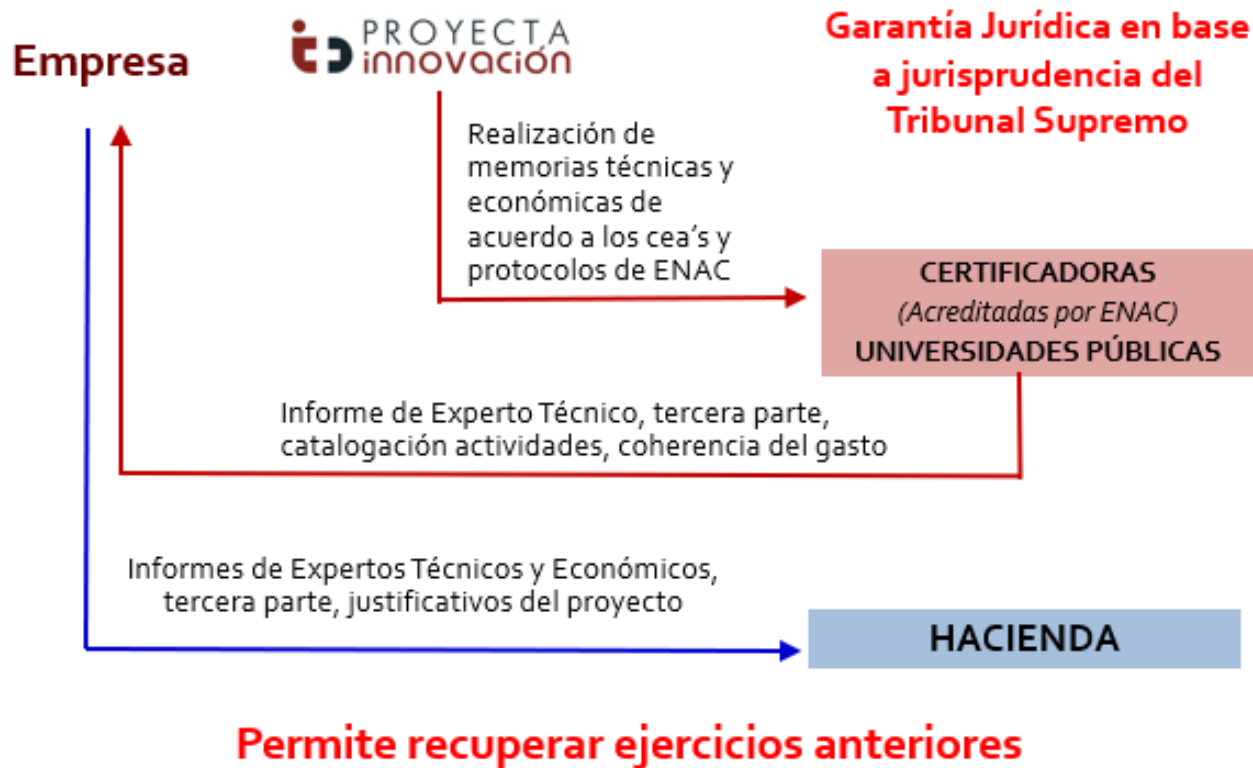 Empresa
PROYECTA
innovación
Garantía Jurídica en base
a jurisprudencia del
Tribunal Supremo
Realización de
memorias técnicas y
económicas de
acuerdo a los cea's y
protocolos de ENAC
CERTIFICADORAS
(Acreditadas por ENAC)
UNIVERSIDADES PÚBLICAS
Informe de Experto Técnico, tercera parte,
catalogación actividades, coherencia del gasto
Informes de Expertos Técnicos y Económicos,
tercera parte, justificativos del proyecto
HACIENDA
Permite recuperar ejercicios anteriores